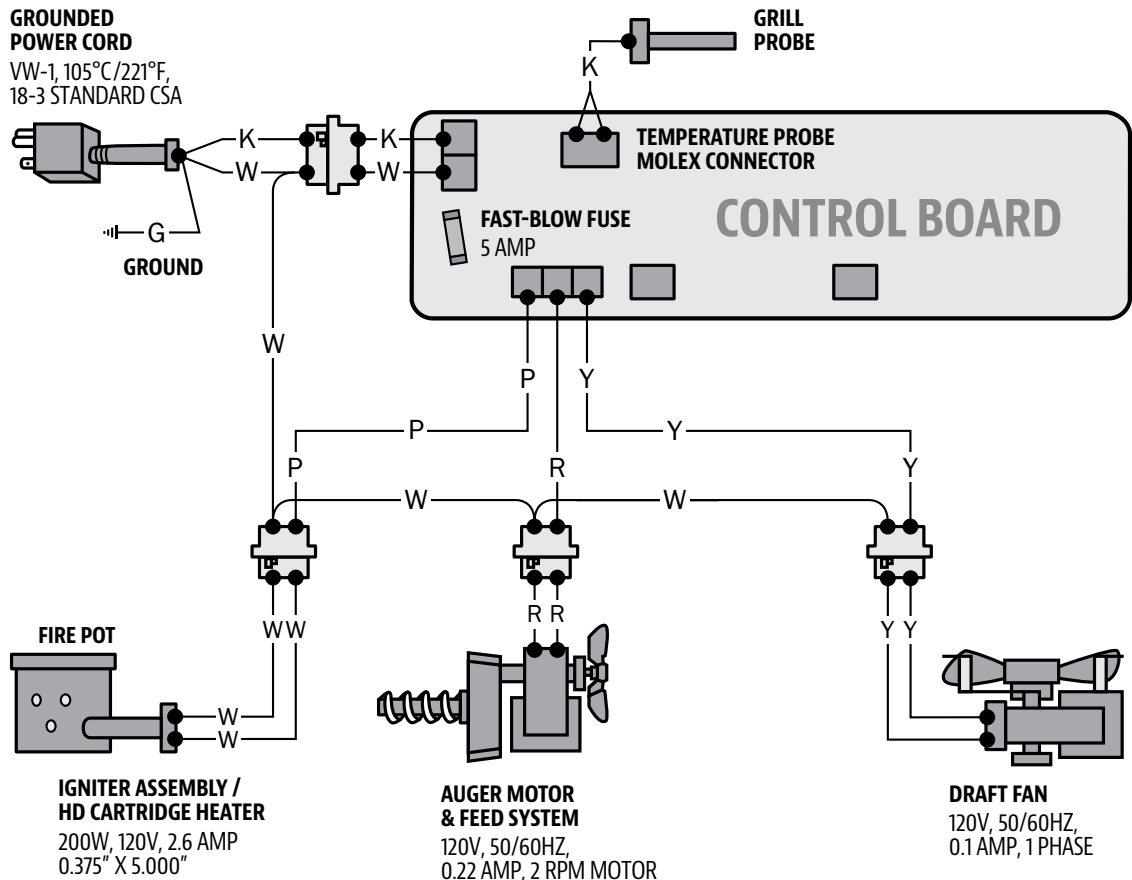 GROUNDED
POWER CORD
VW-1, 105°C/221°F,
18-3 STANDARD CSA
GRILL
PROBE
K
K
K
W
W
TEMPERATURE PROBE
MOLEX CONNECTOR
CONTROL BOARD
FAST-BLOW FUSE
5 AMP
G
GROUND
W
P
Y
P
Y
P
R
Y
W
W
R R
W W
Y Y
FIRE POT
W
W
IGNITER ASSEMBLY /
HD CARTRIDGE HEATER
200W, 120V, 2.6 AMP
0.375" X 5.000"
AUGER MOTOR
& FEED SYSTEM
120V, 50/60HZ,
0.22 AMP, 2 RPM MOTOR
DRAFT FAN
120V, 50/60HZ,
0.1 AMP, 1 PHASE